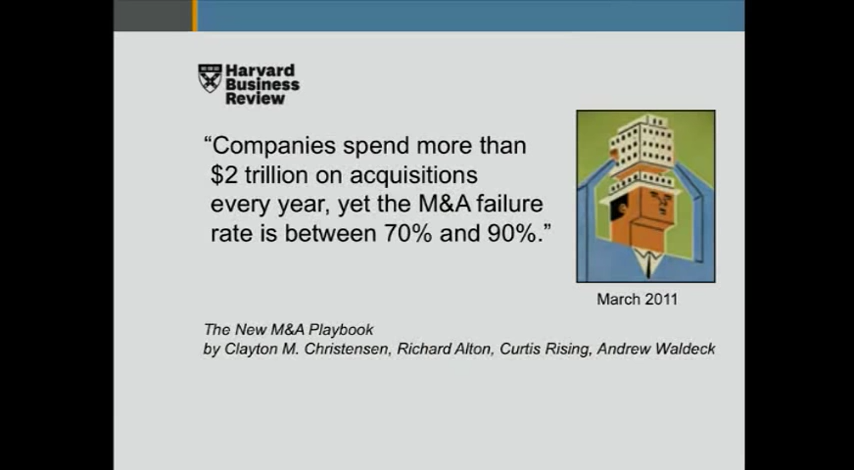 Harvard
Business
Review
“Companies spend more than
$2 trillion on acquisitions
every year, yet the M&A failure
rate is between 70% and 90%.”
March 2011
The New M&A Playbook
by Clayton M. Christensen, Richard Alton, Curtis Rising, Andrew Waldeck